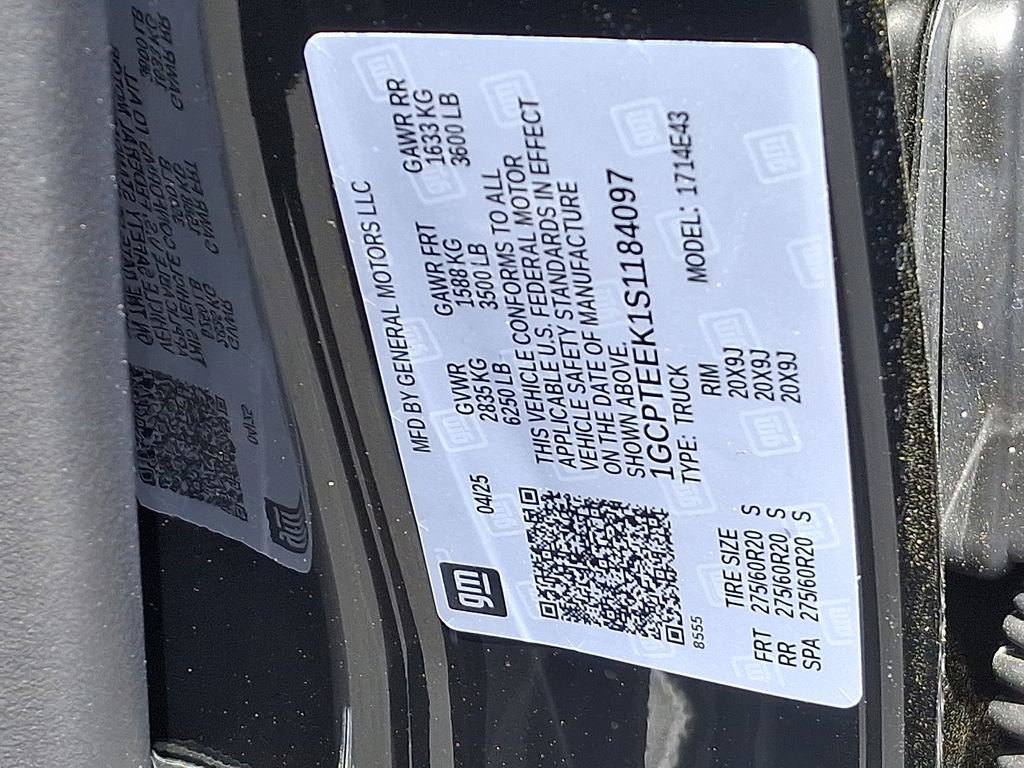 gm
04/25
MFD BY GENERAL MOTORS LLC
GVWR GAWR FRT GAWR RR
2835 KG 1588 KG 1633 KG
6250 LB 3500 LB 3600 LB
THIS VEHICLE CONFORMS TO ALL
APPLICABLE U.S. FEDERAL MOTOR
VEHICLE SAFETY STANDARDS IN EFFECT
ON THE DATE OF MANUFACTURE
SHOWN ABOVE.
1GCPTEEK1S1184097
TYPE: TRUCK MODEL: 1714E43
8555
TIRE SIZE RIM
FRT 275/60R20 S 20X9J
RR 275/60R20 S 20X9J
SPA 275/60R20 S 20X9J